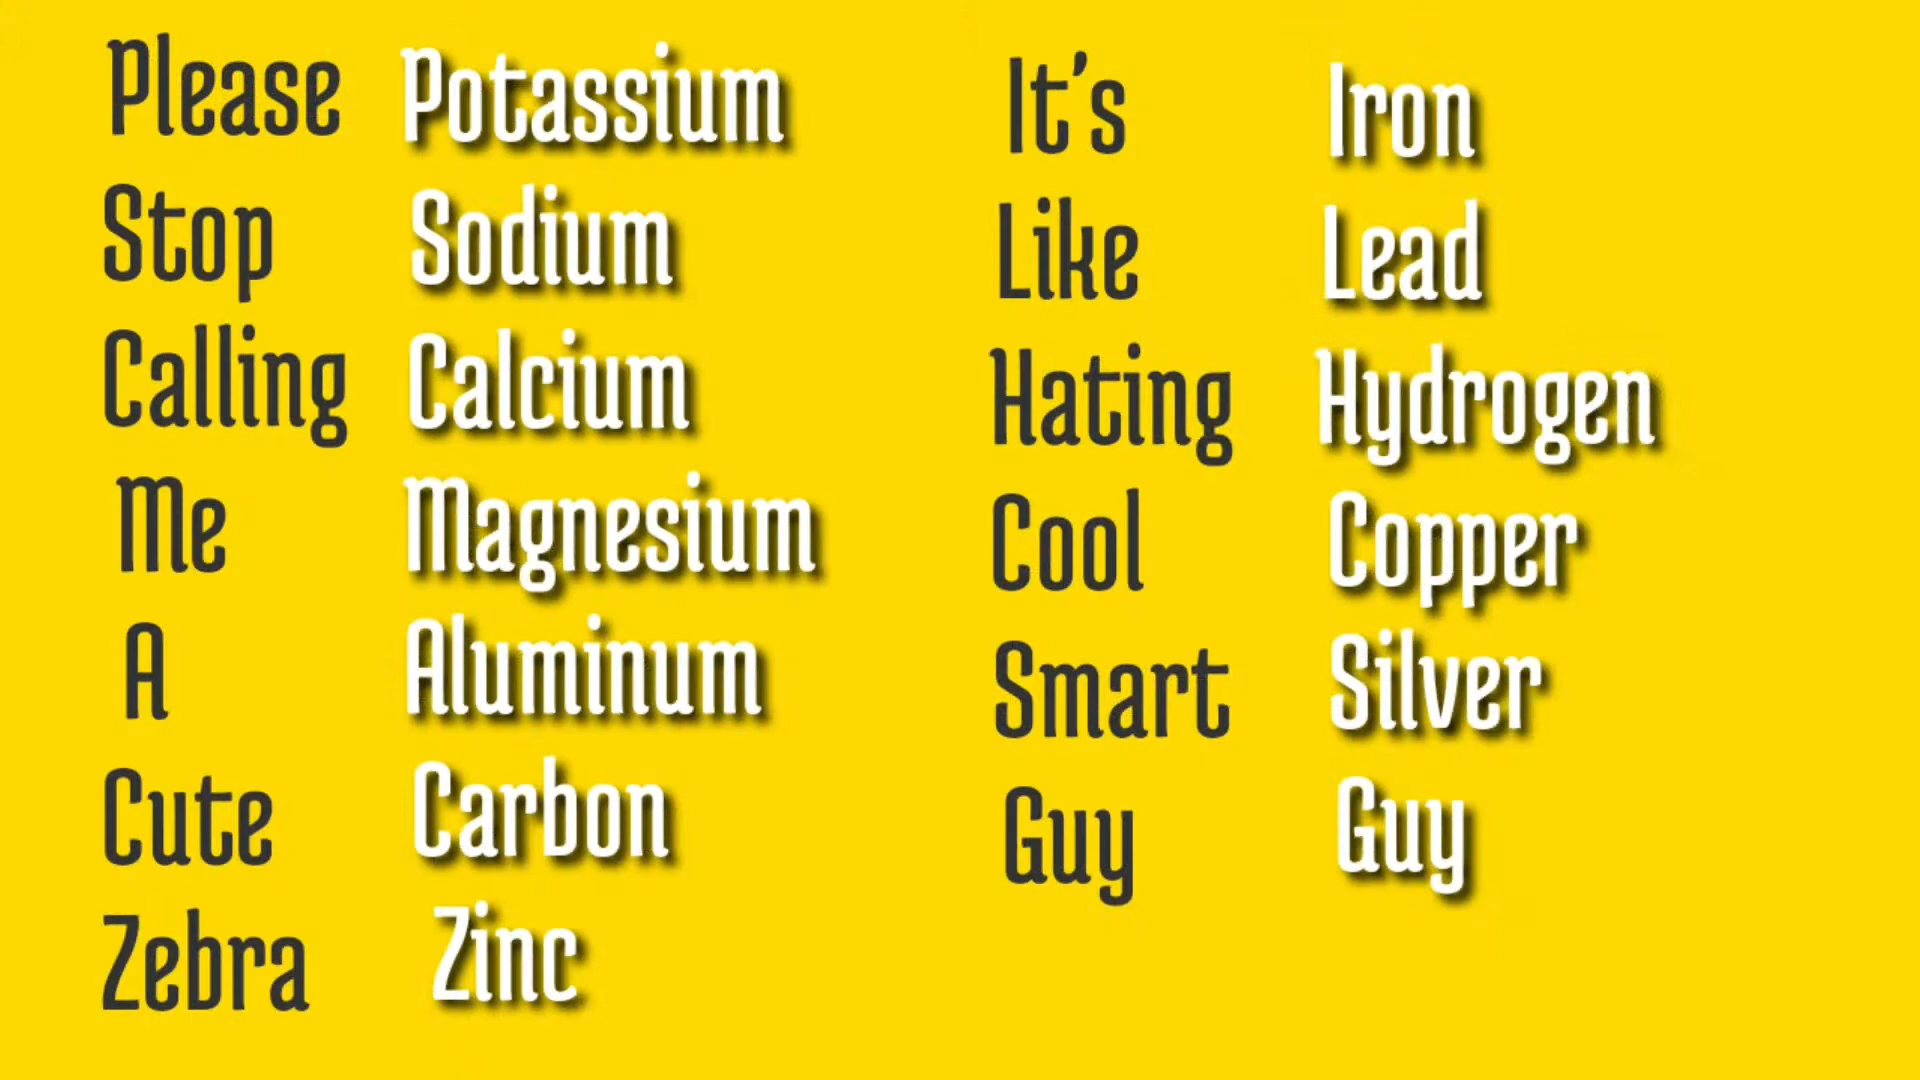 Please Potassium
Stop Sodium
Calling Calcium
Me Magnesium
A Aluminum
Cute Carbon
Zebra Zinc
It's Iron
Like Lead
Hating Hydrogen
Cool Copper
Smart Silver
Guy Guy